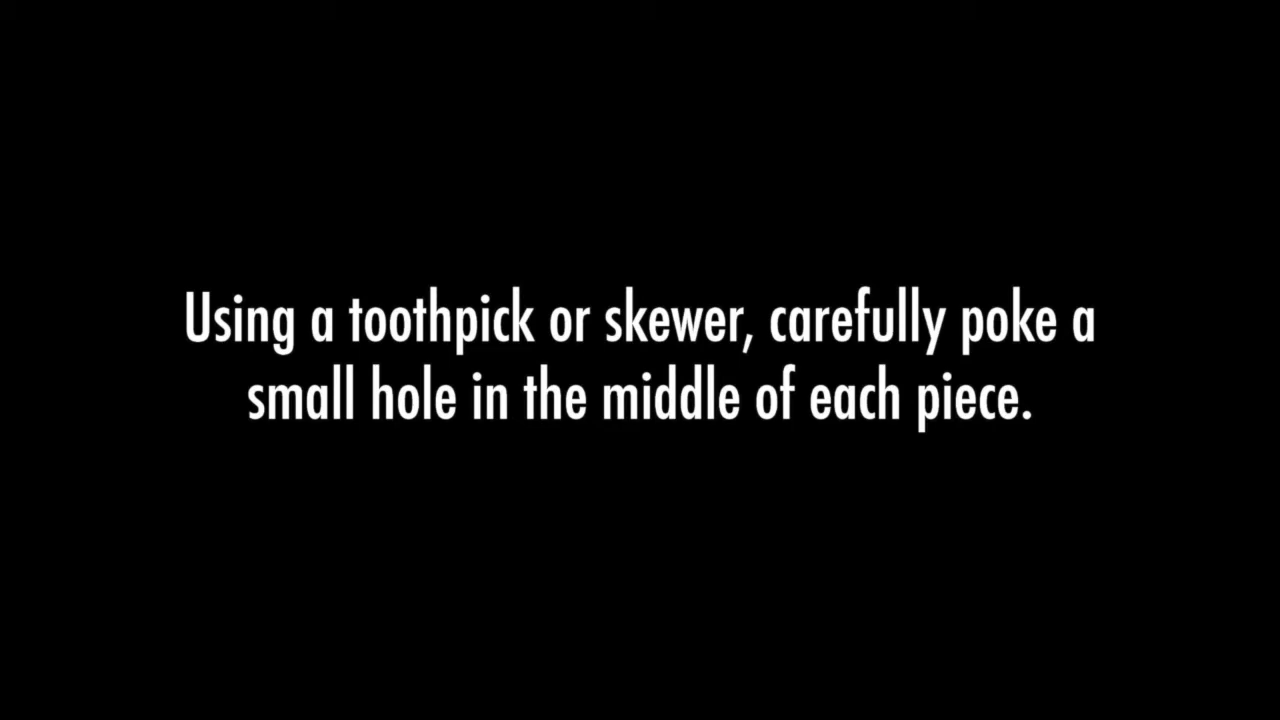 Using a toothpick or skewer, carefully poke a
small hole in the middle of each piece.